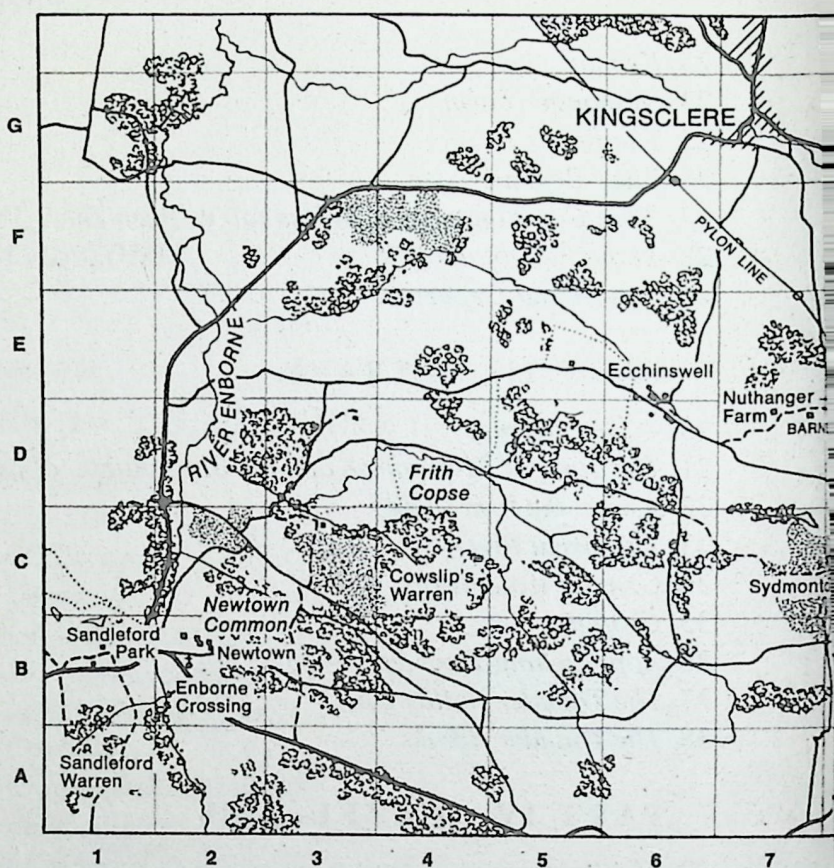 G
KINGSCLERE
F
PYLON LINE
E
RIVER ENBORNE
Ecchinswell
Nuthanger
Farm
BARN
D
Frith
Copse
C
Cowslip's
Warren
Sydmont
Newtown
Common
Sandleford
Park
Newtown
B
Enborne
Crossing
Sandleford
Warren
A
1 2 3 4 5 6 7